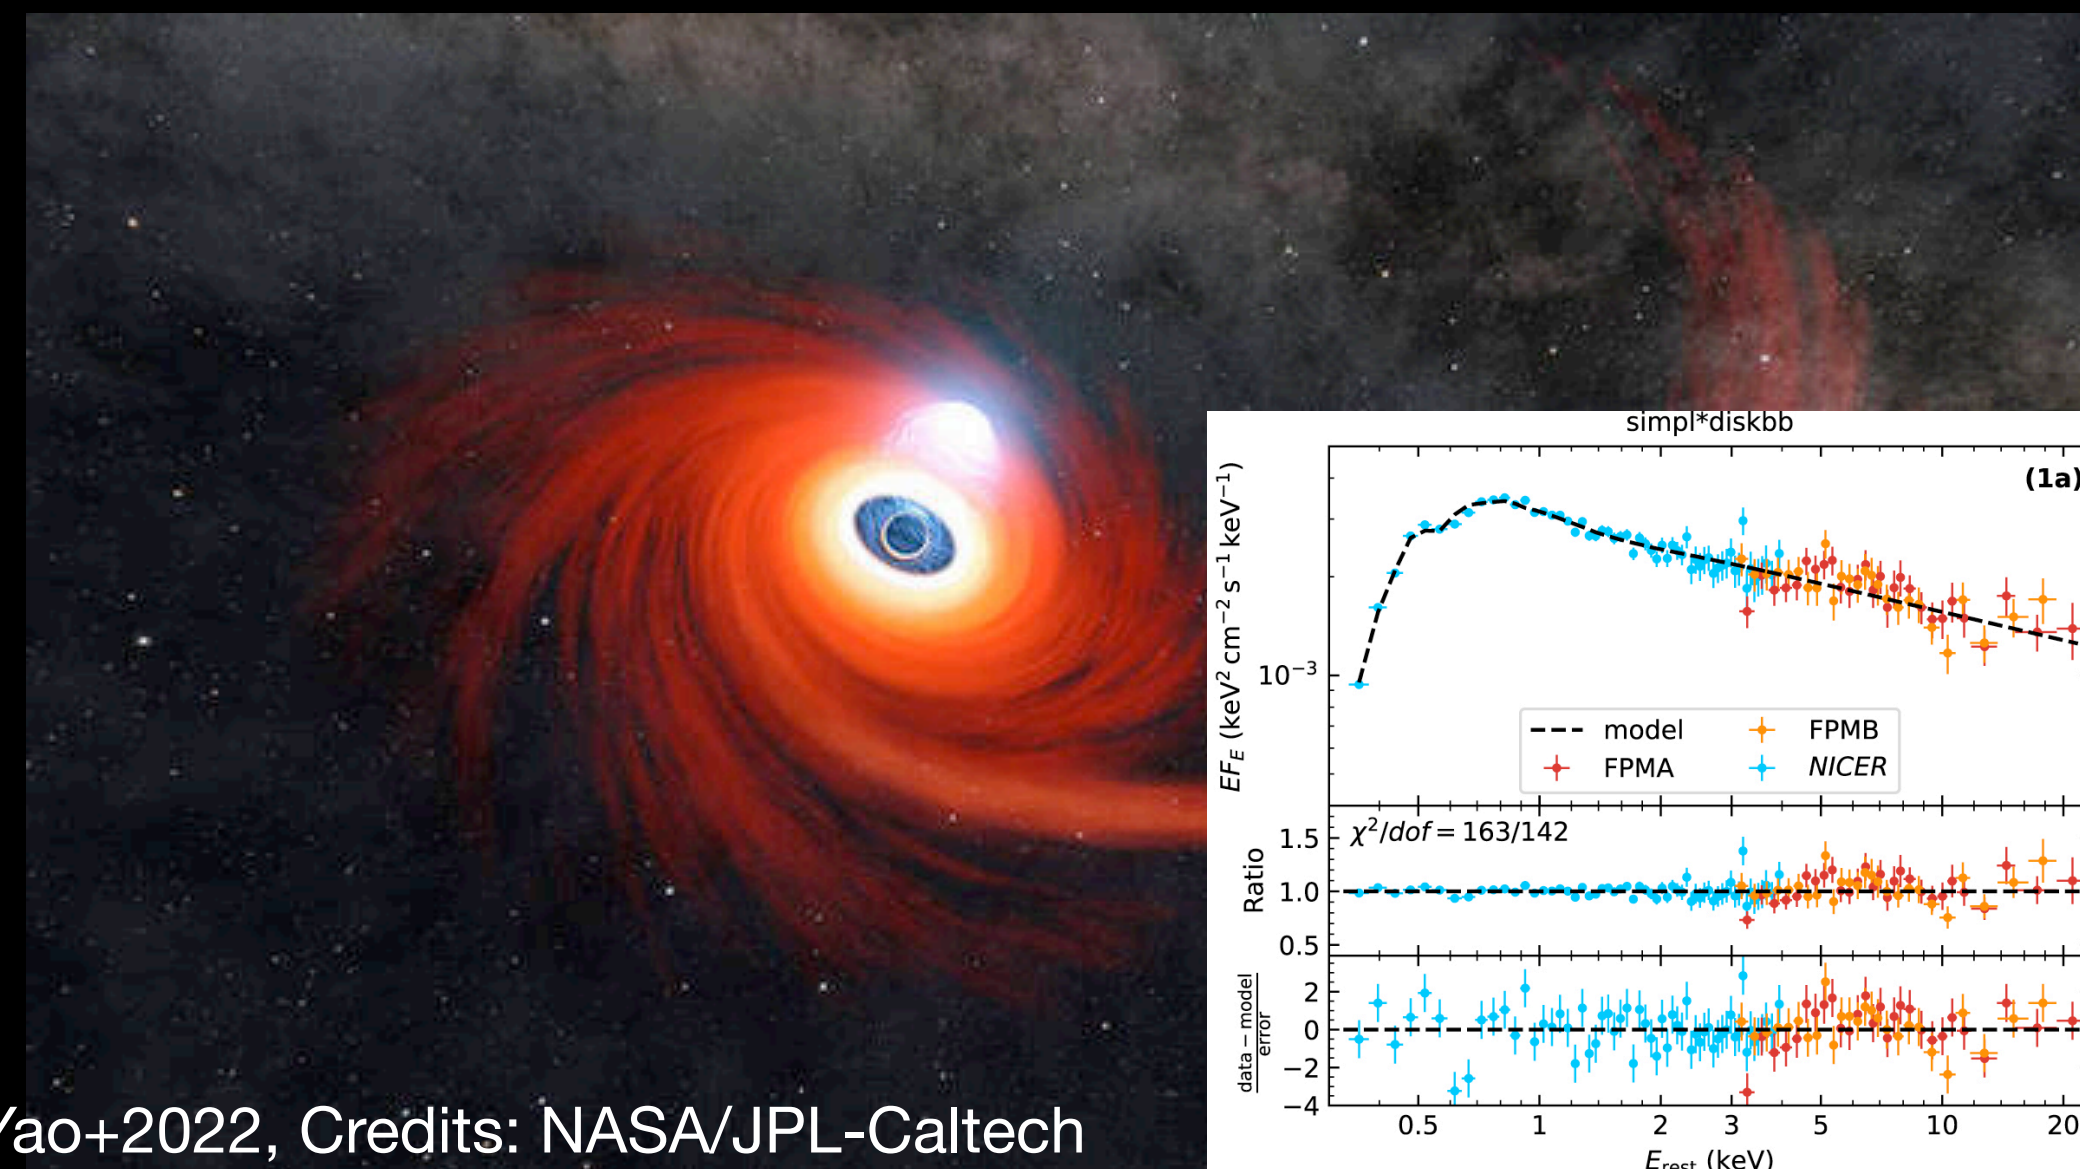 simpl*diskbb
(1a)
EF_E (keV² cm⁻² s⁻¹ keV⁻¹)
10⁻³
model
FPMA
FPMB
NICER
χ²/dof = 163/142
Ratio
1.5
1.0
0.5
data − model
error
2
0
−2
−4
0.5 1 2 3 5 10 20
E_rest (keV)
Yao+2022, Credits: NASA/JPL-Caltech